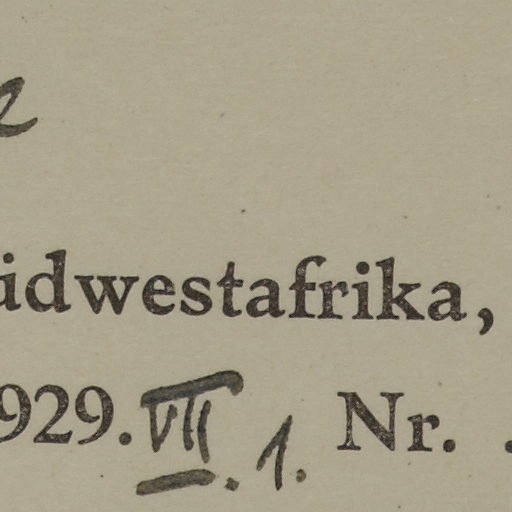 idwestafrika,
929. VII. 1. Nr. .